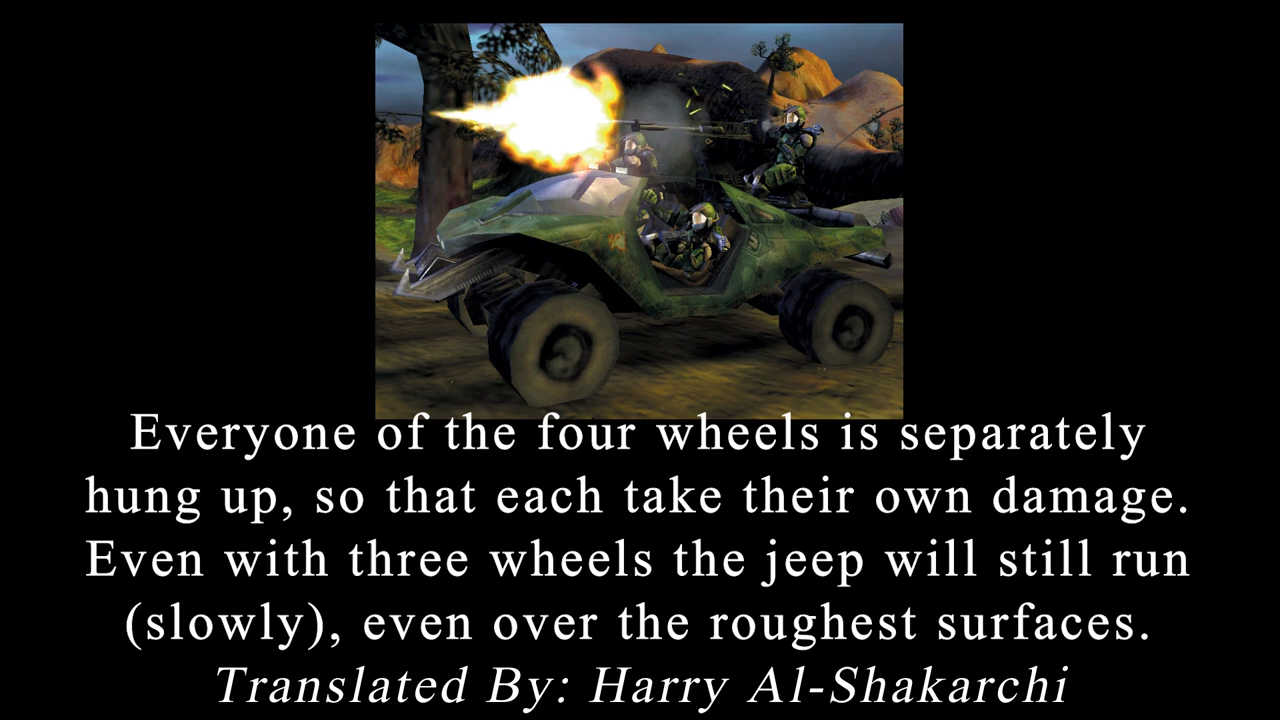 Everyone of the four wheels is separately
hung up, so that each take their own damage.
Even with three wheels the jeep will still run
(slowly), even over the roughest surfaces.
Translated By: Harry Al-Shakarchi